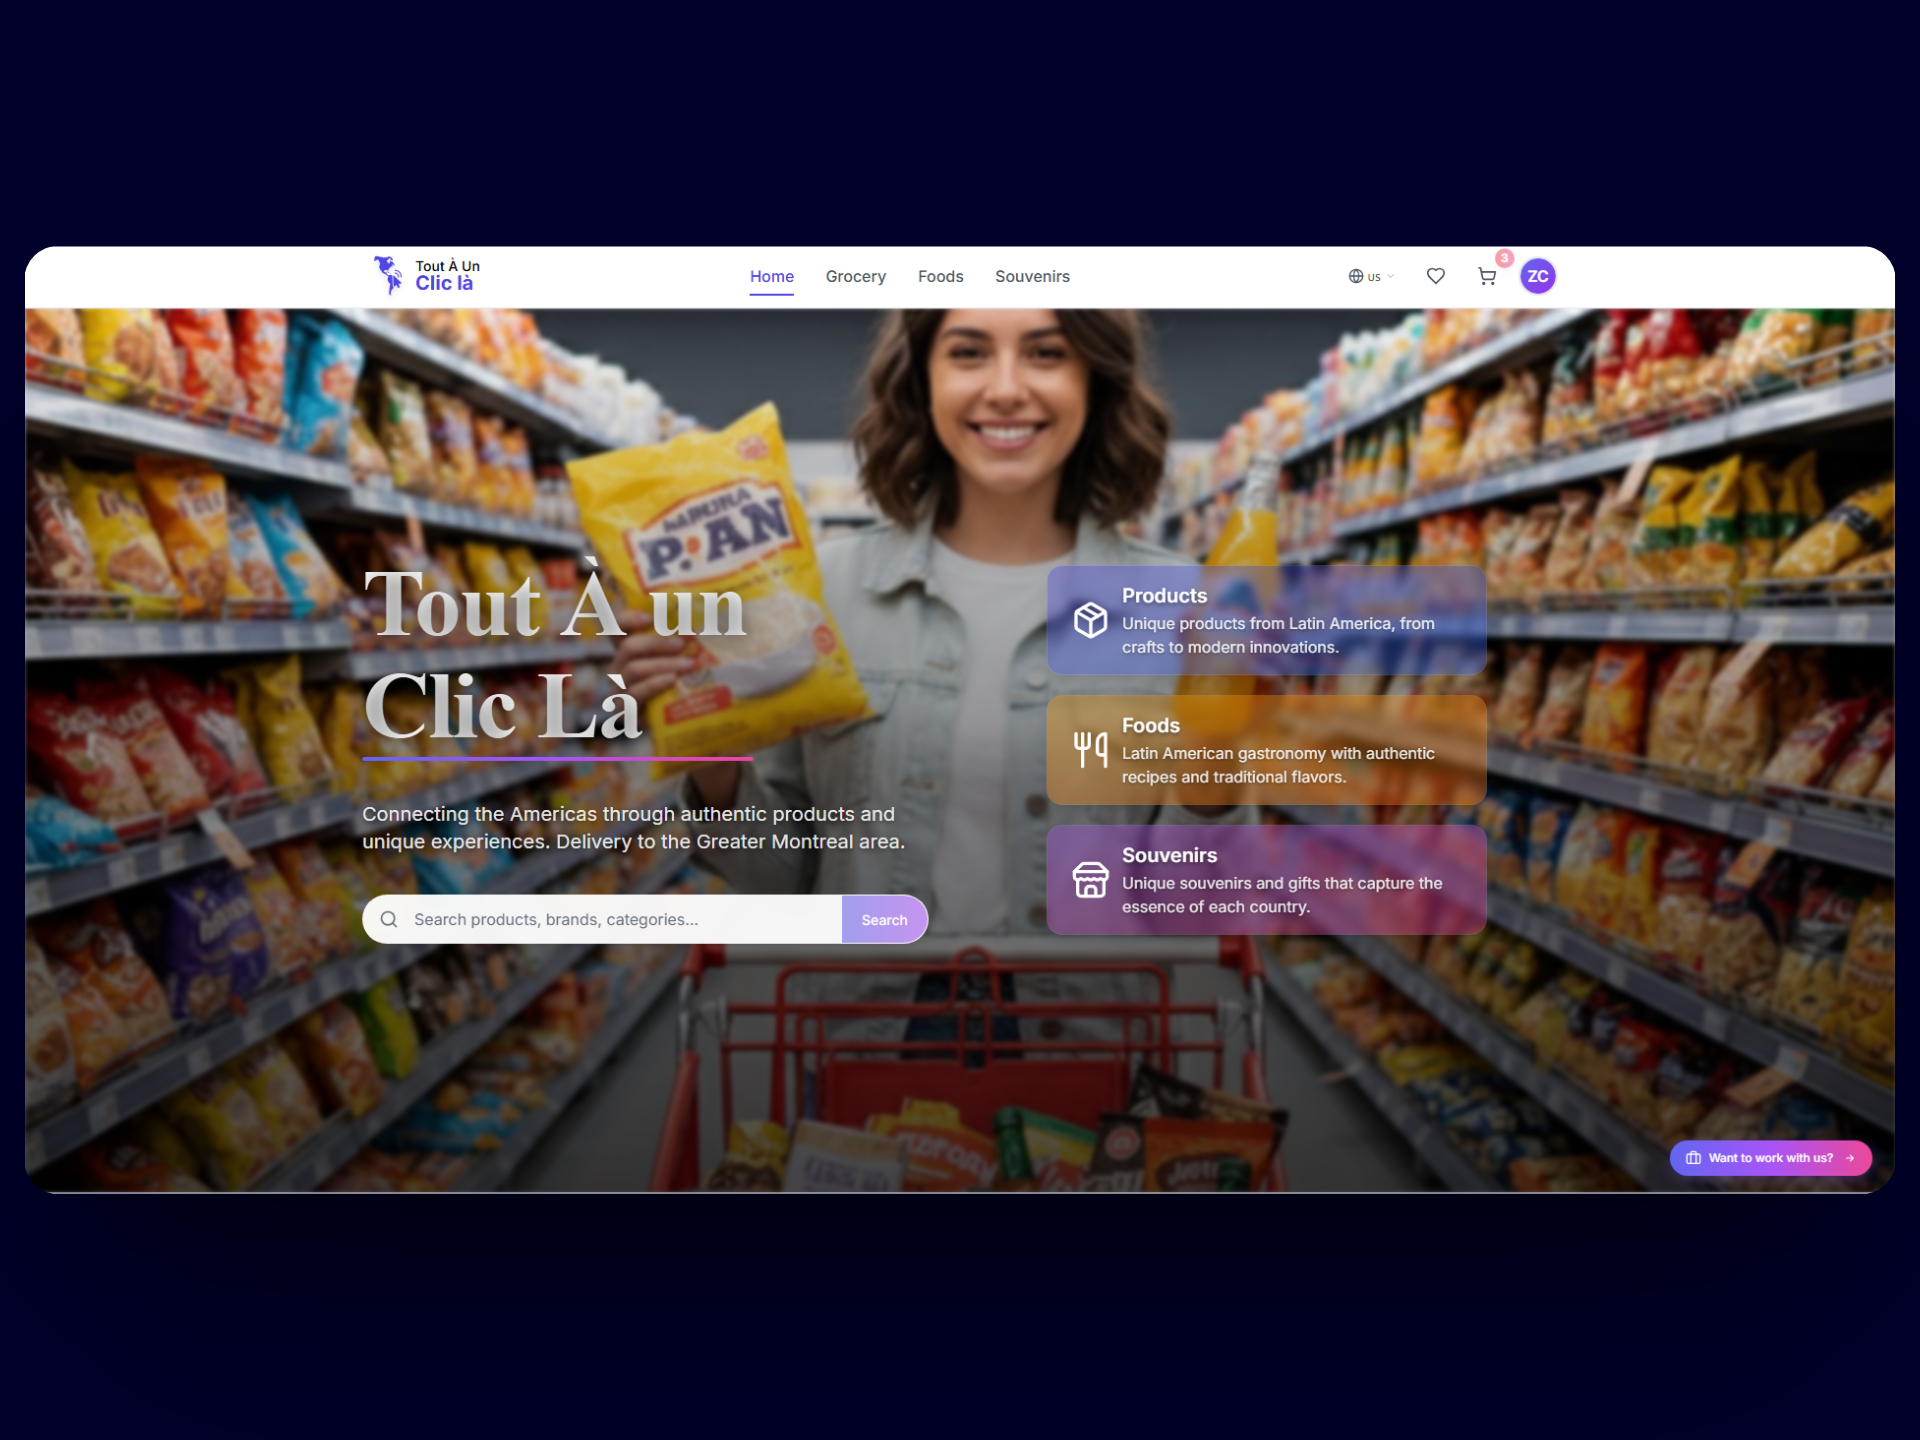 Tout À Un
Clic là
Home
Grocery
Foods
Souvenirs
US
3
ZC
P.A.N
Tout À un
Clic Là
Connecting the Americas through authentic products and
unique experiences. Delivery to the Greater Montreal area.
Search products, brands, categories...
Search
Products
Unique products from Latin America, from
crafts to modern innovations.
Foods
Latin American gastronomy with authentic
recipes and traditional flavors.
Souvenirs
Unique souvenirs and gifts that capture the
essence of each country.
Want to work with us?